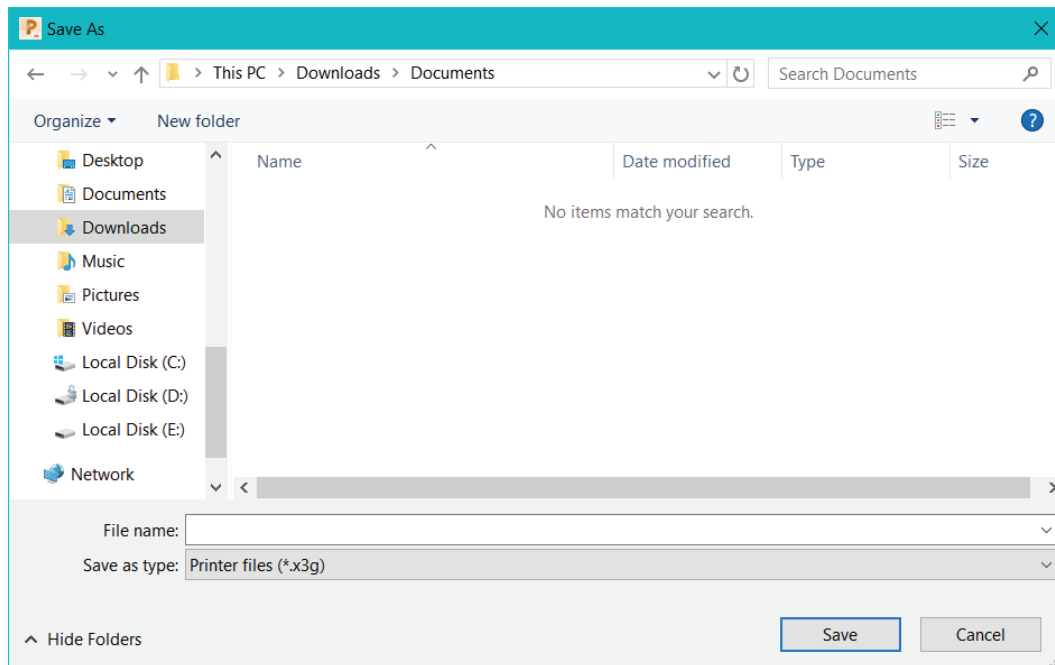 Save As
This PC > Downloads > Documents
Search Documents
Organize
New folder
Desktop
Documents
Downloads
Music
Pictures
Videos
Local Disk (C:)
Local Disk (D:)
Local Disk (E:)
Network
Name Date modified Type Size
No items match your search.
File name:
Save as type: Printer files (*.x3g)
Hide Folders
Save
Cancel